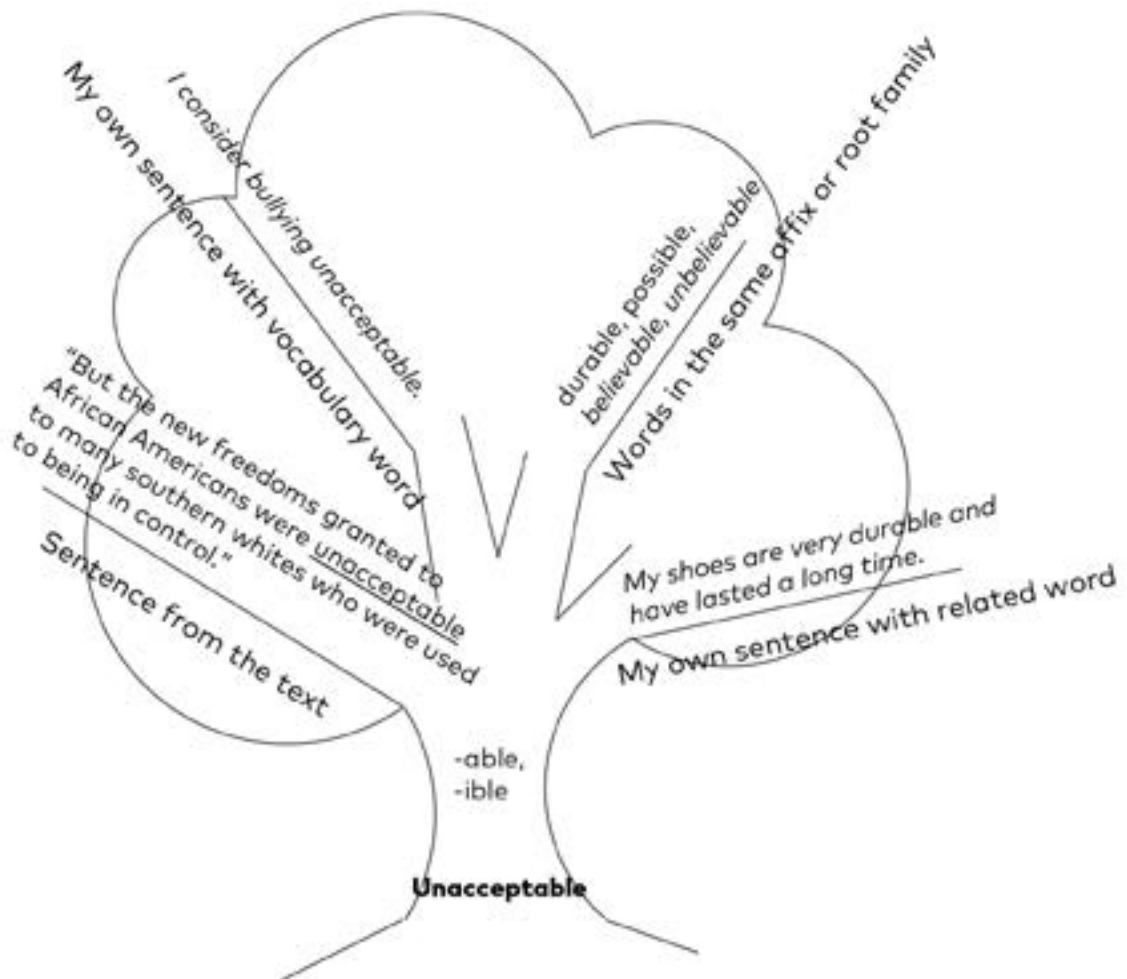 I consider bullying unacceptable.
My own sentence with vocabulary word
durable, possible,
believable, unbelievable
Words in the same affix or root family
"But the new freedoms granted to
African Americans were unacceptable
to many southern whites who were used
to being in control."
Sentence from the text
My shoes are very durable and
have lasted a long time.
My own sentence with related word
-able,
-ible
Unacceptable